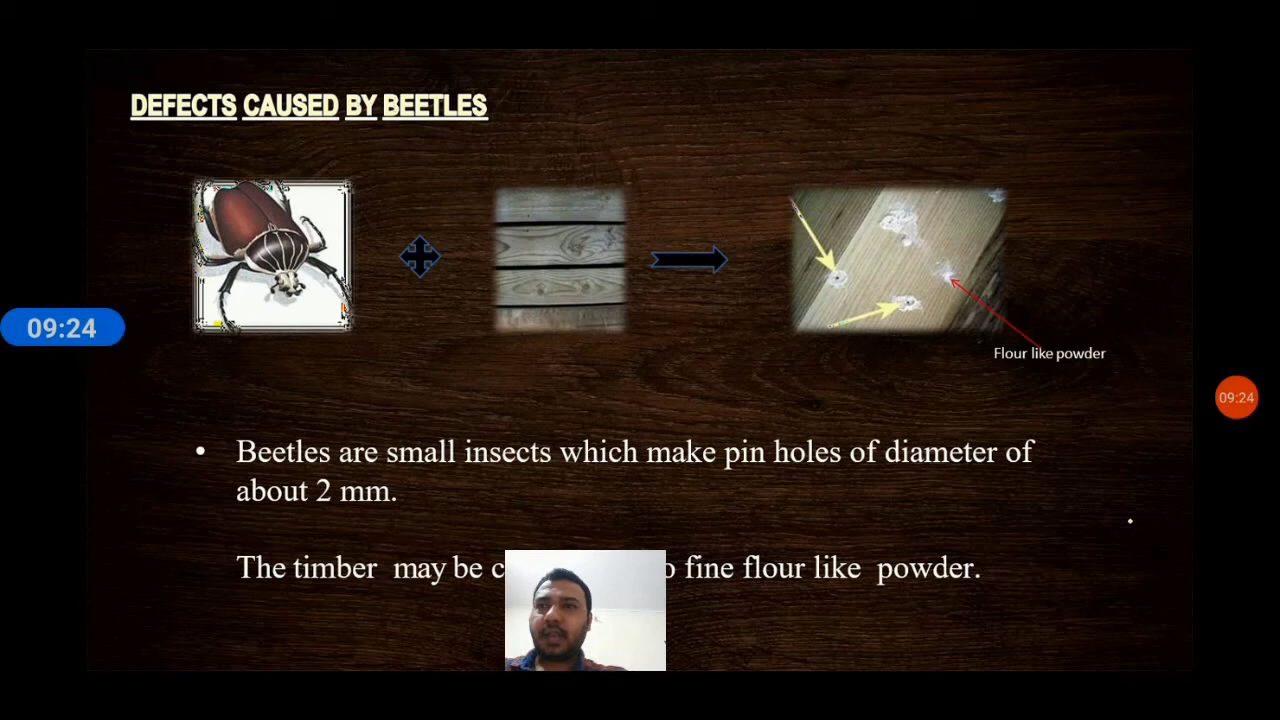 DEFECTS CAUSED BY BEETLES
09:24
Flour like powder
09:24
• Beetles are small insects which make pin holes of diameter of
about 2 mm.
The timber may be fine flour like powder.